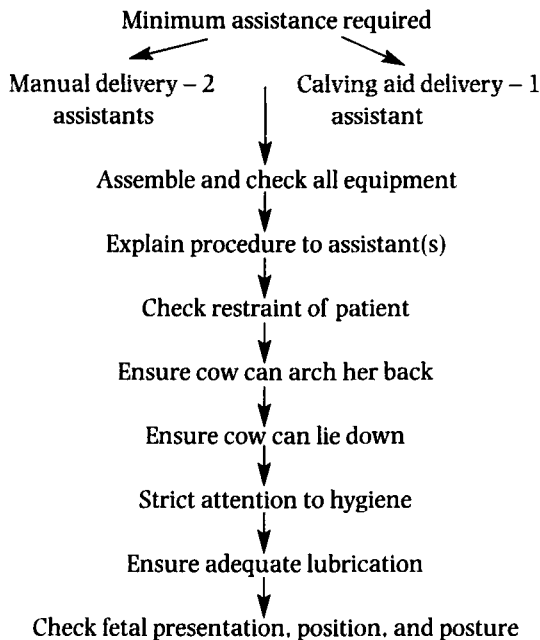 Minimum assistance required
Manual delivery – 2
assistants
Calving aid delivery – 1
assistant
Assemble and check all equipment
Explain procedure to assistant(s)
Check restraint of patient
Ensure cow can arch her back
Ensure cow can lie down
Strict attention to hygiene
Ensure adequate lubrication
Check fetal presentation, position, and posture